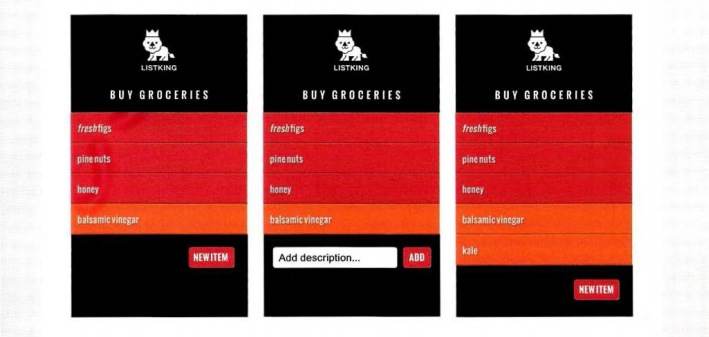 LISTKING
BUY GROCERIES
fresh figs
pine nuts
honey
balsamic vinegar
NEW ITEM
LISTKING
BUY GROCERIES
fresh figs
pine nuts
honey
balsamic vinegar
Add description...
ADD
LISTKING
BUY GROCERIES
fresh figs
pine nuts
honey
balsamic vinegar
kale
NEW ITEM